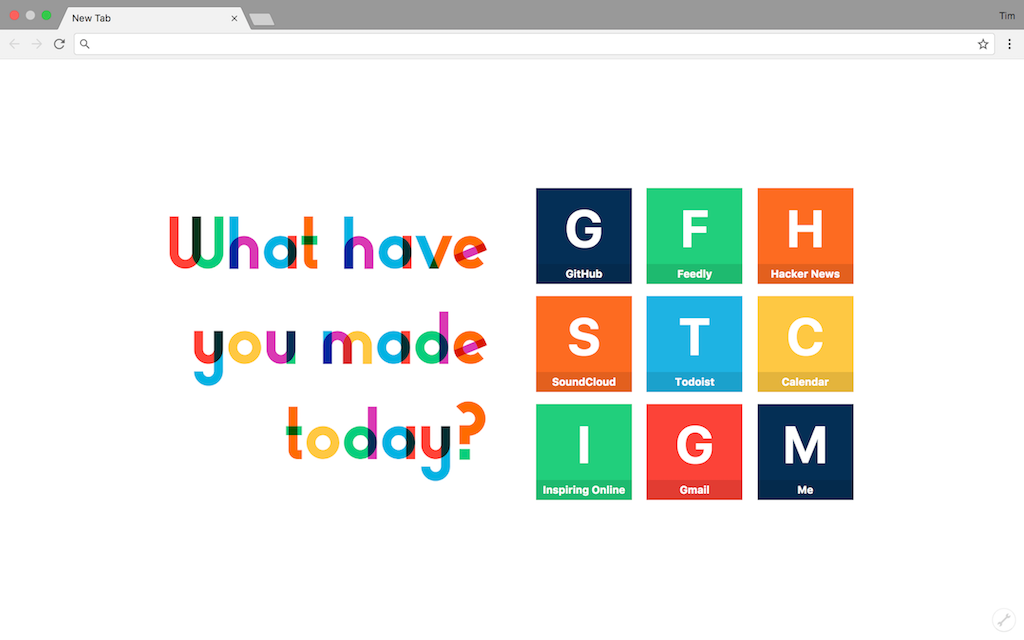 New Tab
Tim
What have
you made
today?
G
GitHub
F
Feedly
H
Hacker News
S
SoundCloud
T
Todoist
C
Calendar
I
Inspiring Online
G
Gmail
M
Me